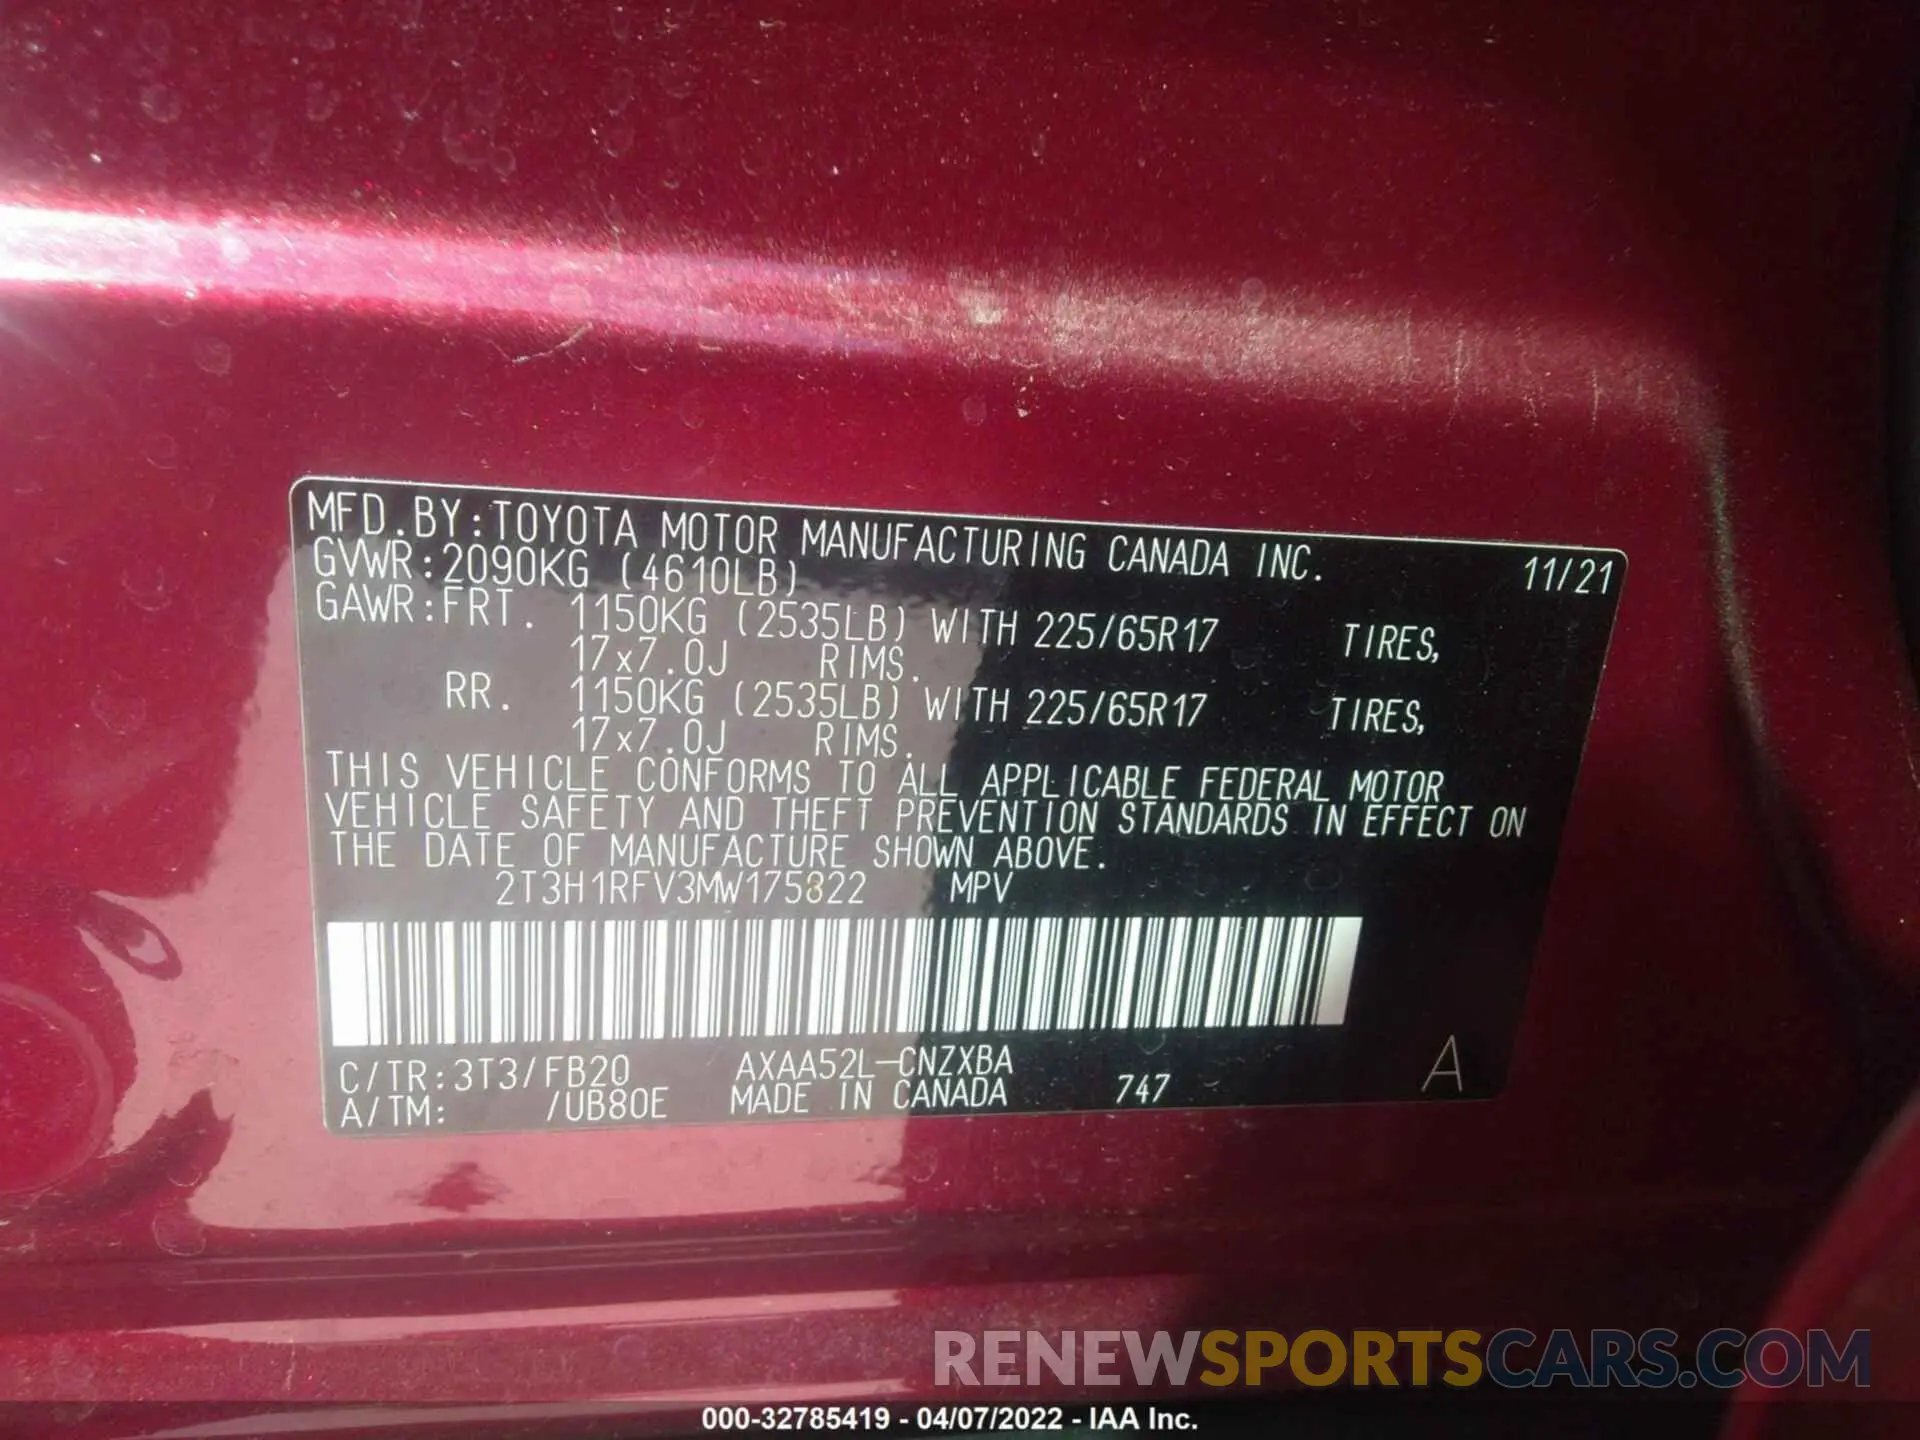 MFD.BY:TOYOTA MOTOR MANUFACTURING CANADA INC. 11/21
GVWR:2090KG (4610LB)
GAWR:FRT. 1150KG (2535LB) WITH 225/65R17 TIRES,
17x7.0J RIMS.
RR. 1150KG (2535LB) WITH 225/65R17 TIRES,
17x7.0J RIMS.
THIS VEHICLE CONFORMS TO ALL APPLICABLE FEDERAL MOTOR
VEHICLE SAFETY AND THEFT PREVENTION STANDARDS IN EFFECT ON
THE DATE OF MANUFACTURE SHOWN ABOVE.
2T3H1RFV3MW175822 MPV
C/TR:3T3/FB20 AXAA52L-CNZXBA
A/TM: /UB80E MADE IN CANADA 747 A
RENEWSPORTSCARS.COM
000-32785419 - 04/07/2022 - IAA Inc.